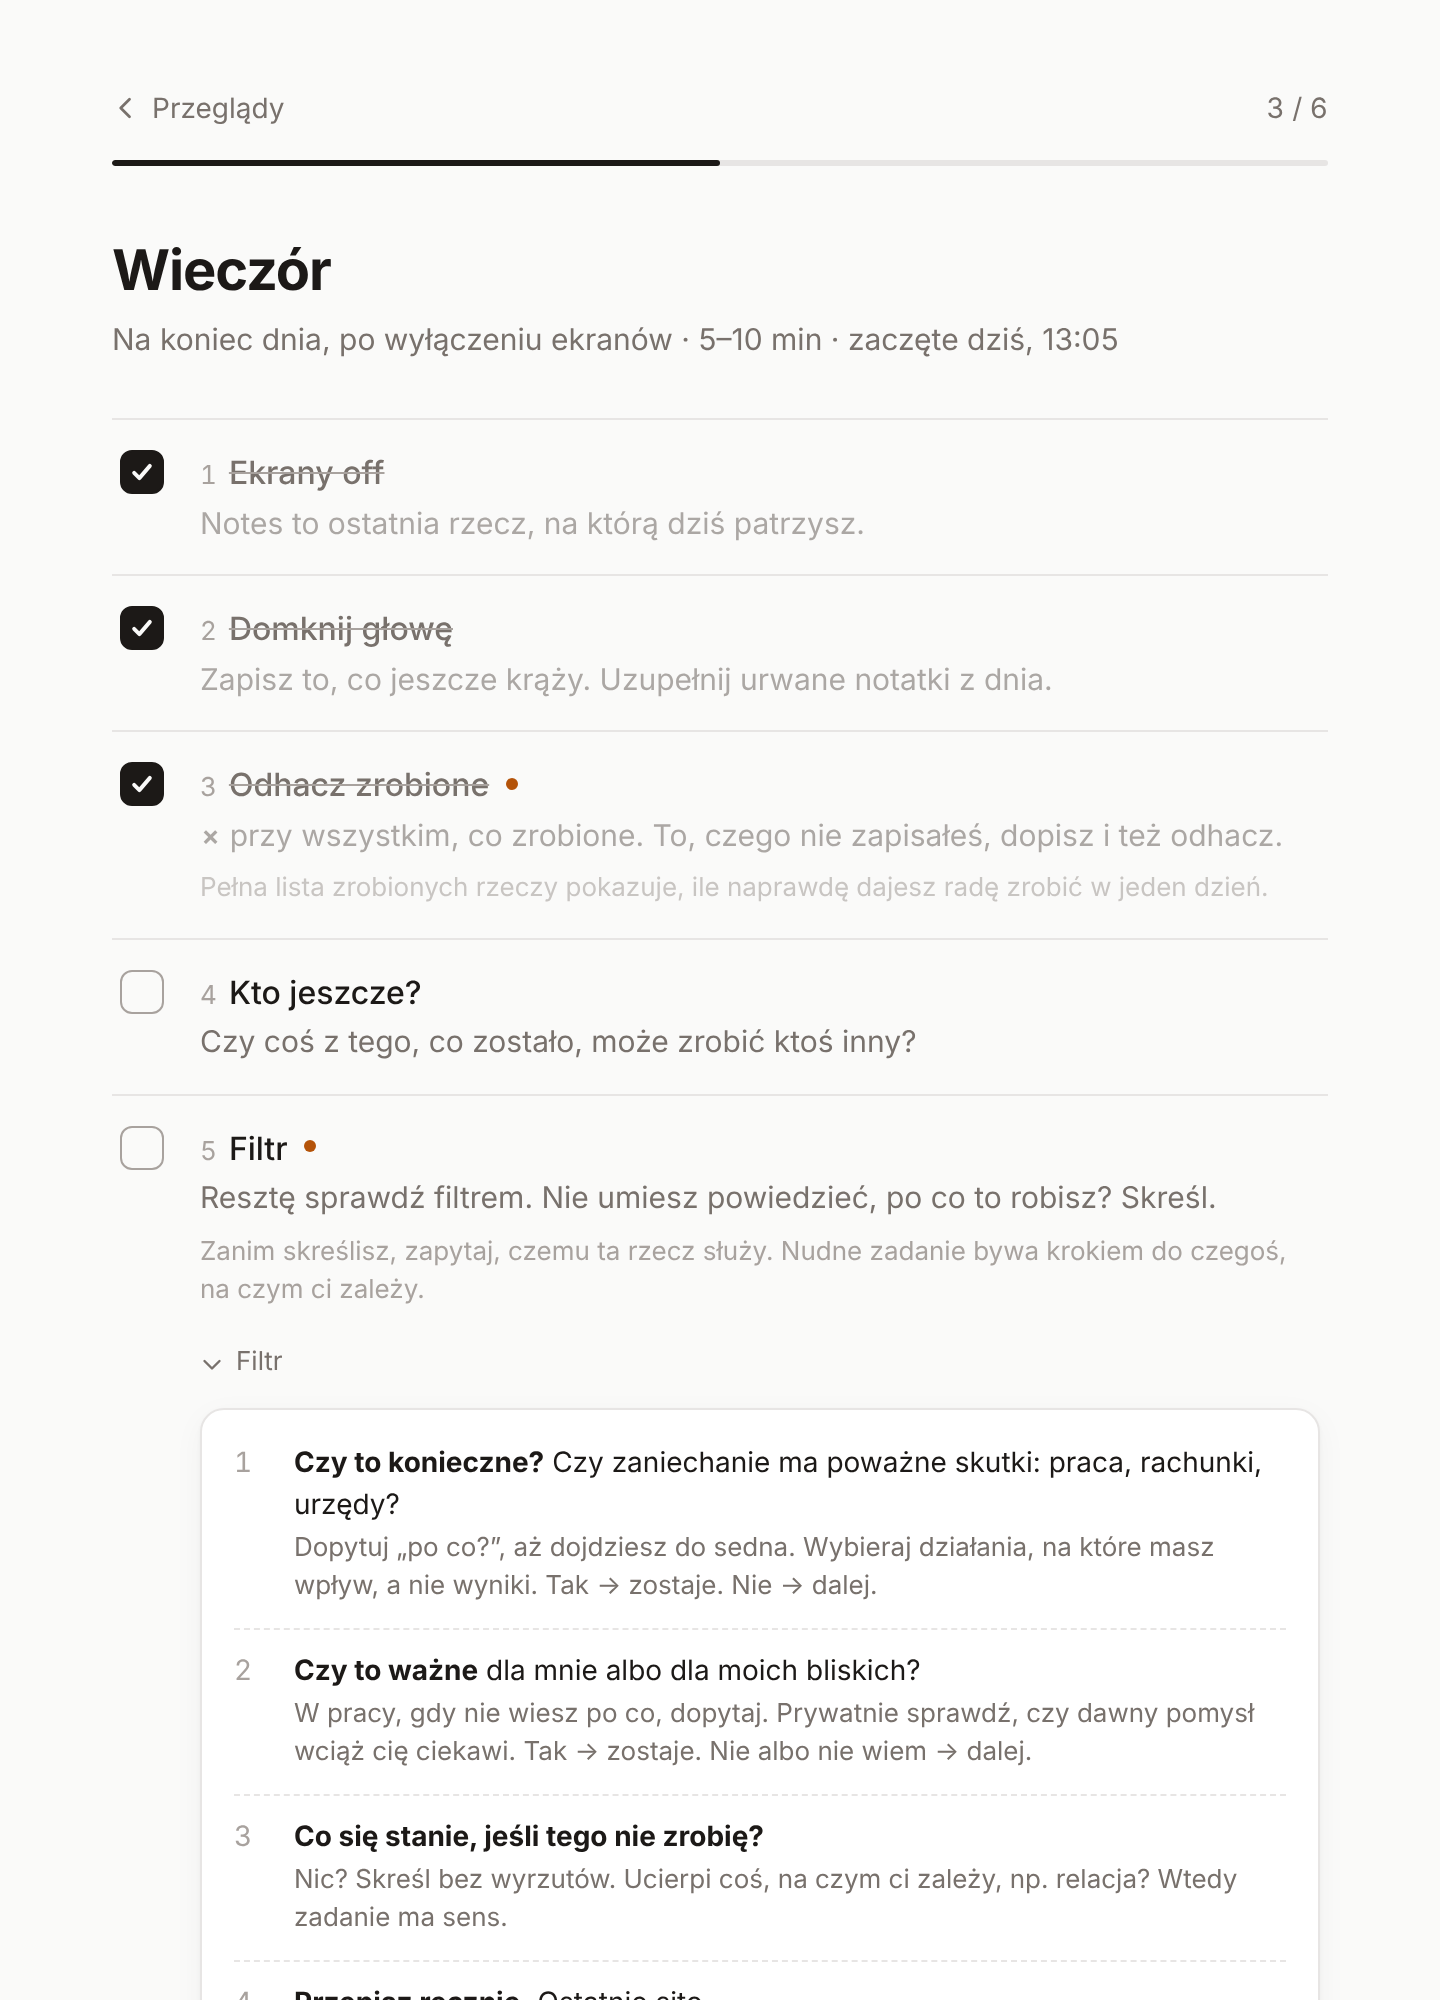 Przeglądy
3 / 6
Wieczór
Na koniec dnia, po wyłączeniu ekranów · 5–10 min · zaczęte dziś, 13:05
1 Ekrany off
Notes to ostatnia rzecz, na którą dziś patrzysz.
2 Domknij głowę
Zapisz to, co jeszcze krąży. Uzupełnij urwane notatki z dnia.
3 Odhacz zrobione
× przy wszystkim, co zrobione. To, czego nie zapisałeś, dopisz i też odhacz.
Pełna lista zrobionych rzeczy pokazuje, ile naprawdę dajesz radę zrobić w jeden dzień.
4 Kto jeszcze?
Czy coś z tego, co zostało, może zrobić ktoś inny?
5 Filtr
Resztę sprawdź filtrem. Nie umiesz powiedzieć, po co to robisz? Skreśl.
Zanim skreślisz, zapytaj, czemu ta rzecz służy. Nudne zadanie bywa krokiem do czegoś,
na czym ci zależy.
Filtr
1 Czy to konieczne? Czy zaniechanie ma poważne skutki: praca, rachunki,
urzędy?
Dopytuj „po co?”, aż dojdziesz do sedna. Wybieraj działania, na które masz
wpływ, a nie wyniki. Tak → zostaje. Nie → dalej.
2 Czy to ważne dla mnie albo dla moich bliskich?
W pracy, gdy nie wiesz po co, dopytaj. Prywatnie sprawdź, czy dawny pomysł
wciąż cię ciekawi. Tak → zostaje. Nie albo nie wiem → dalej.
3 Co się stanie, jeśli tego nie zrobię?
Nic? Skreśl bez wyrzutów. Ucierpi coś, na czym ci zależy, np. relacja? Wtedy
zadanie ma sens.
4 Przepisz ręcznie. Ostatnie sito.